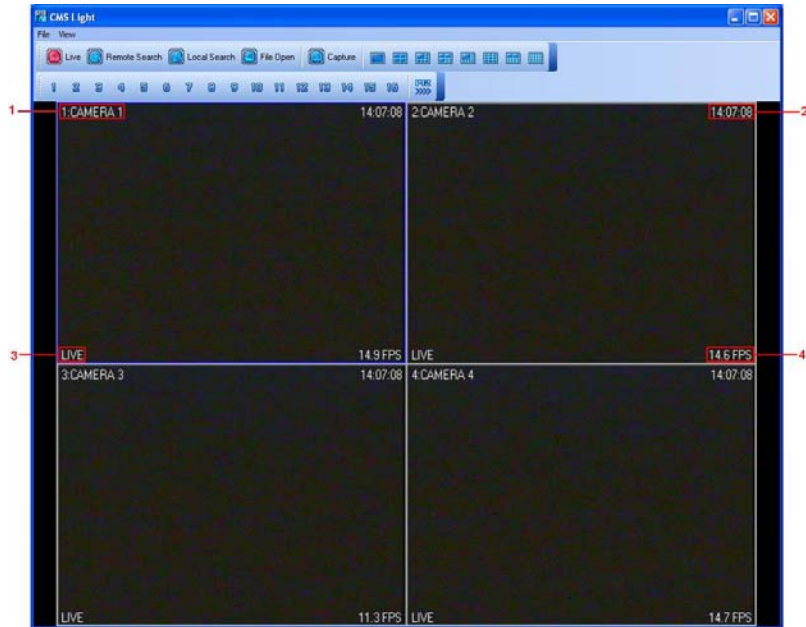 CMS Light
File View
Live Remote Search Local Search File Open Capture
1 2 3 4 5 6 7 8 9 10 11 12 13 14 15 16
1 1:CAMERA 1 14:07:08 2:CAMERA 2 14:07:08 2
3 LIVE 14.9 FPS LIVE 14.6 FPS 4
3:CAMERA 3 14:07:08 4:CAMERA 4 14:07:08
LIVE 11.3 FPS LIVE 14.7 FPS